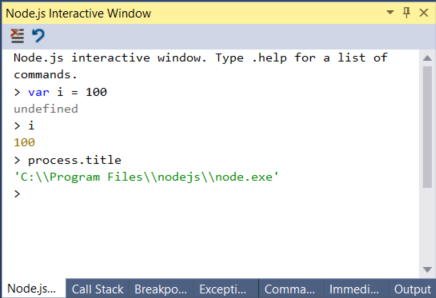 Node.js Interactive Window
Node.js interactive window. Type .help for a list of
commands.
> var i = 100
undefined
> i
100
> process.title
'C:\\Program Files\\nodejs\\node.exe'
>
Node.js... Call Stack Breakpo... Excepti... Comma... Immedi... Output